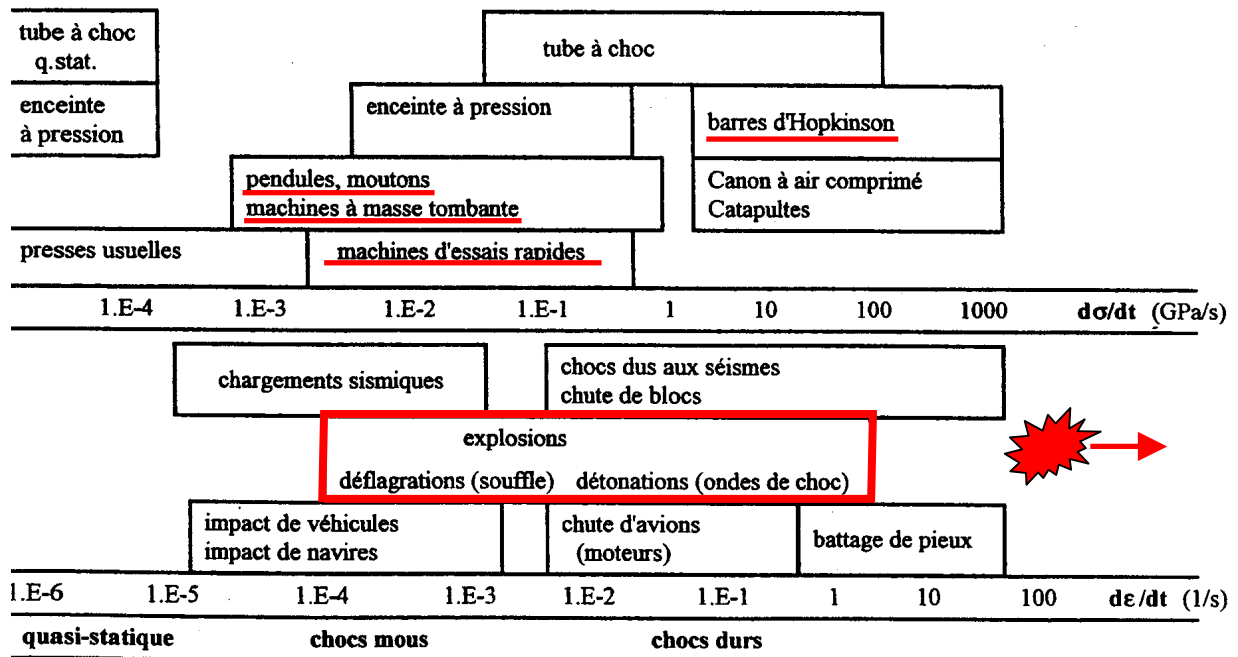 tube à choc
q.stat.
tube à choc
enceinte
à pression
enceinte à pression
barres d'Hopkinson
pendules, moutons
machines à masse tombante
Canon à air comprimé
Catapultes
presses usuelles
machines d'essais rapides
1.E-4 1.E-3 1.E-2 1.E-1 1 10 100 1000 dσ/dt (GPa/s)
chargements sismiques
chocs dus aux séismes
chute de blocs
explosions
déflagrations (souffle) détonations (ondes de choc)
impact de véhicules
impact de navires
chute d'avions
(moteurs)
battage de pieux
1.E-6 1.E-5 1.E-4 1.E-3 1.E-2 1.E-1 1 10 100 dε/dt (1/s)
quasi-statique chocs mous chocs durs